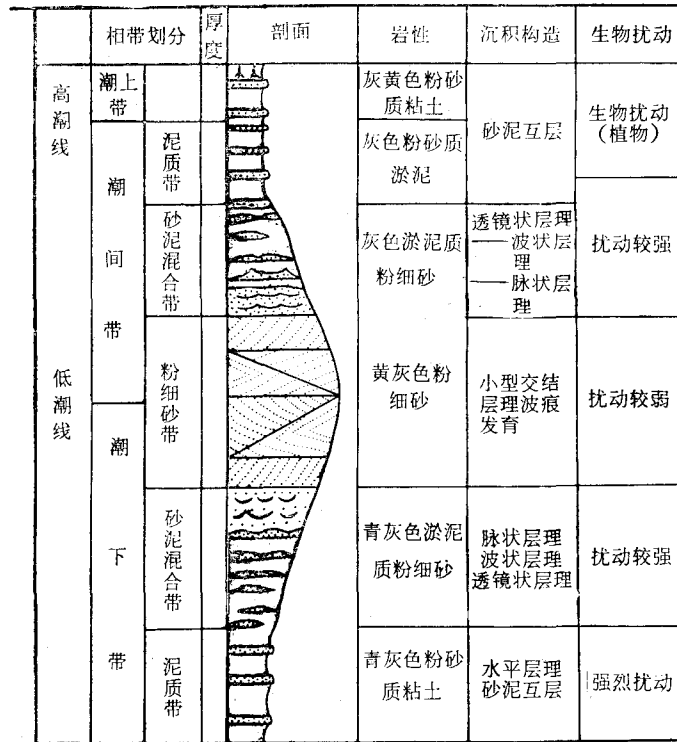 相带划分
厚度
剖面
岩性
沉积构造
生物扰动
高潮线
低潮线
潮上带
潮间带
潮下带
泥质带
砂泥混合带
粉细砂带
砂泥混合带
泥质带
灰黄色粉砂
质粘土
灰色粉砂质
淤泥
灰色淤泥质
粉细砂
黄灰色粉
细砂
青灰色淤泥
质粉细砂
青灰色粉砂
质粘土
砂泥互层
透镜状层理
——波状层
理
——脉状层
理
小型交结
层理波痕
发育
脉状层理
波状层理
透镜状层理
水平层理
砂泥互层
生物扰动
(植物)
扰动较强
扰动较弱
扰动较强
强烈扰动